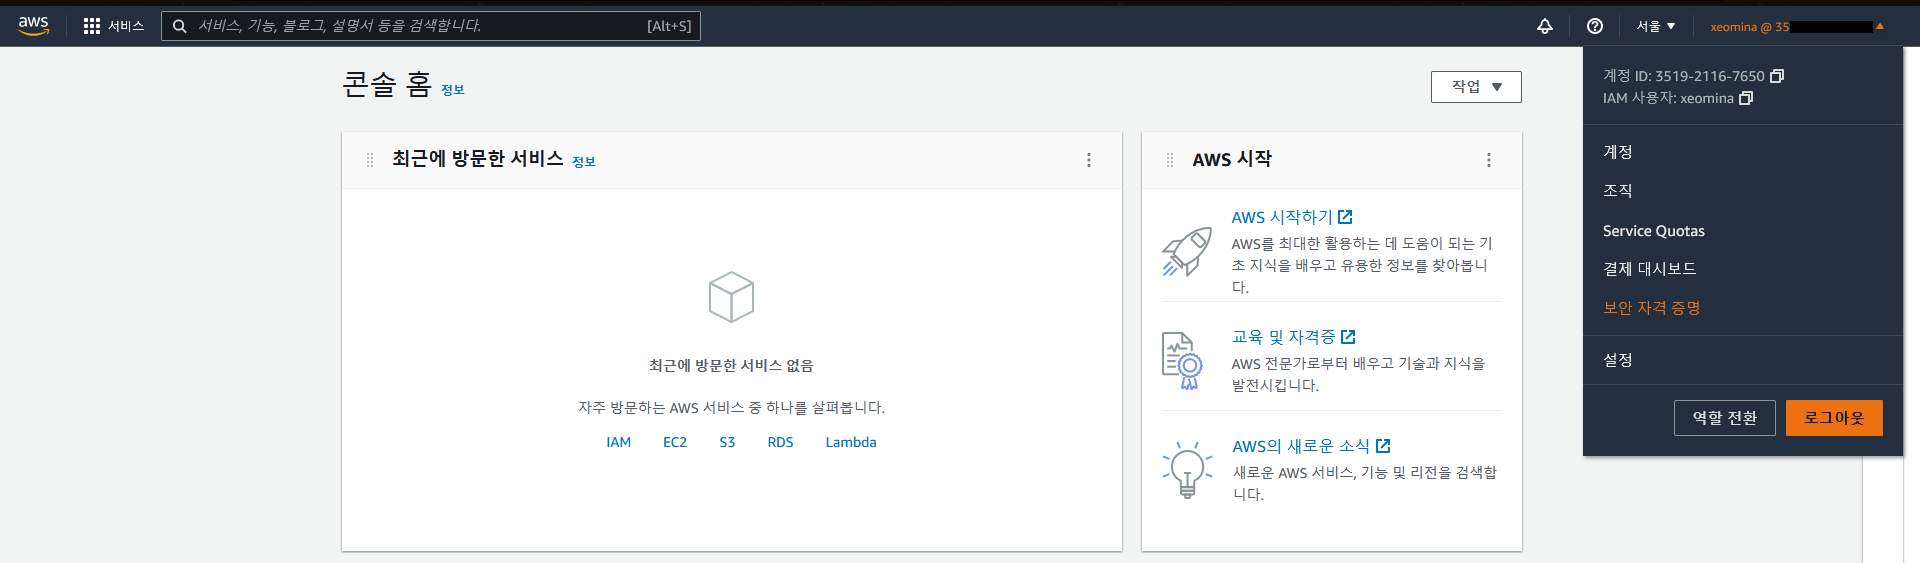 aws
서비스
서비스, 기능, 블로그, 설명서 등을 검색합니다.
[Alt+S]
서울 ▼
xeomina @ 35
계정 ID: 3519-2116-7650
IAM 사용자: xeomina
계정
조직
Service Quotas
결제 대시보드
보안 자격 증명
설정
역할 전환
로그아웃
콘솔 홈 정보
작업 ▼
최근에 방문한 서비스 정보
최근에 방문한 서비스 없음
자주 방문하는 AWS 서비스 중 하나를 살펴봅니다.
IAM EC2 S3 RDS Lambda
AWS 시작
AWS 시작하기
AWS를 최대한 활용하는 데 도움이 되는 기
초 지식을 배우고 유용한 정보를 찾아봅니
다.
교육 및 자격증
AWS 전문가로부터 배우고 기술과 지식을
발전시킵니다.
AWS의 새로운 소식
새로운 AWS 서비스, 기능 및 리전을 검색합
니다.